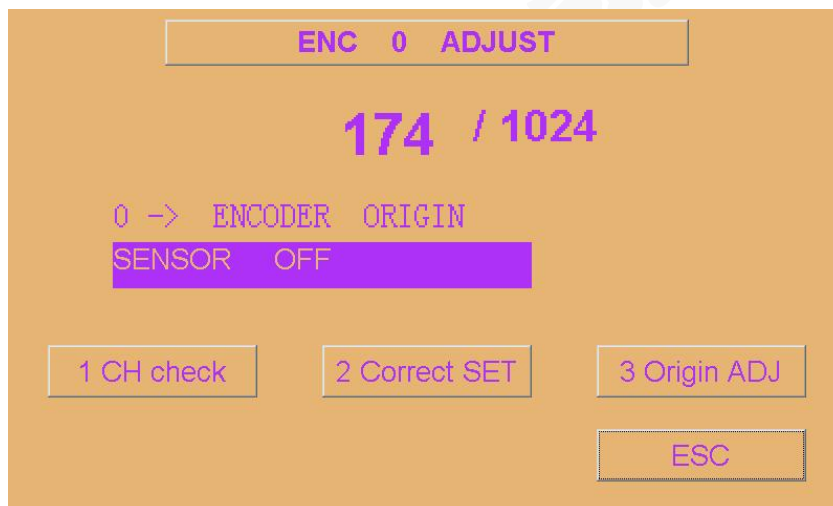 ENC 0 ADJUST
174 / 1024
0 -> ENCODER ORIGIN
SENSOR OFF
1 CH check
2 Correct SET
3 Origin ADJ
ESC